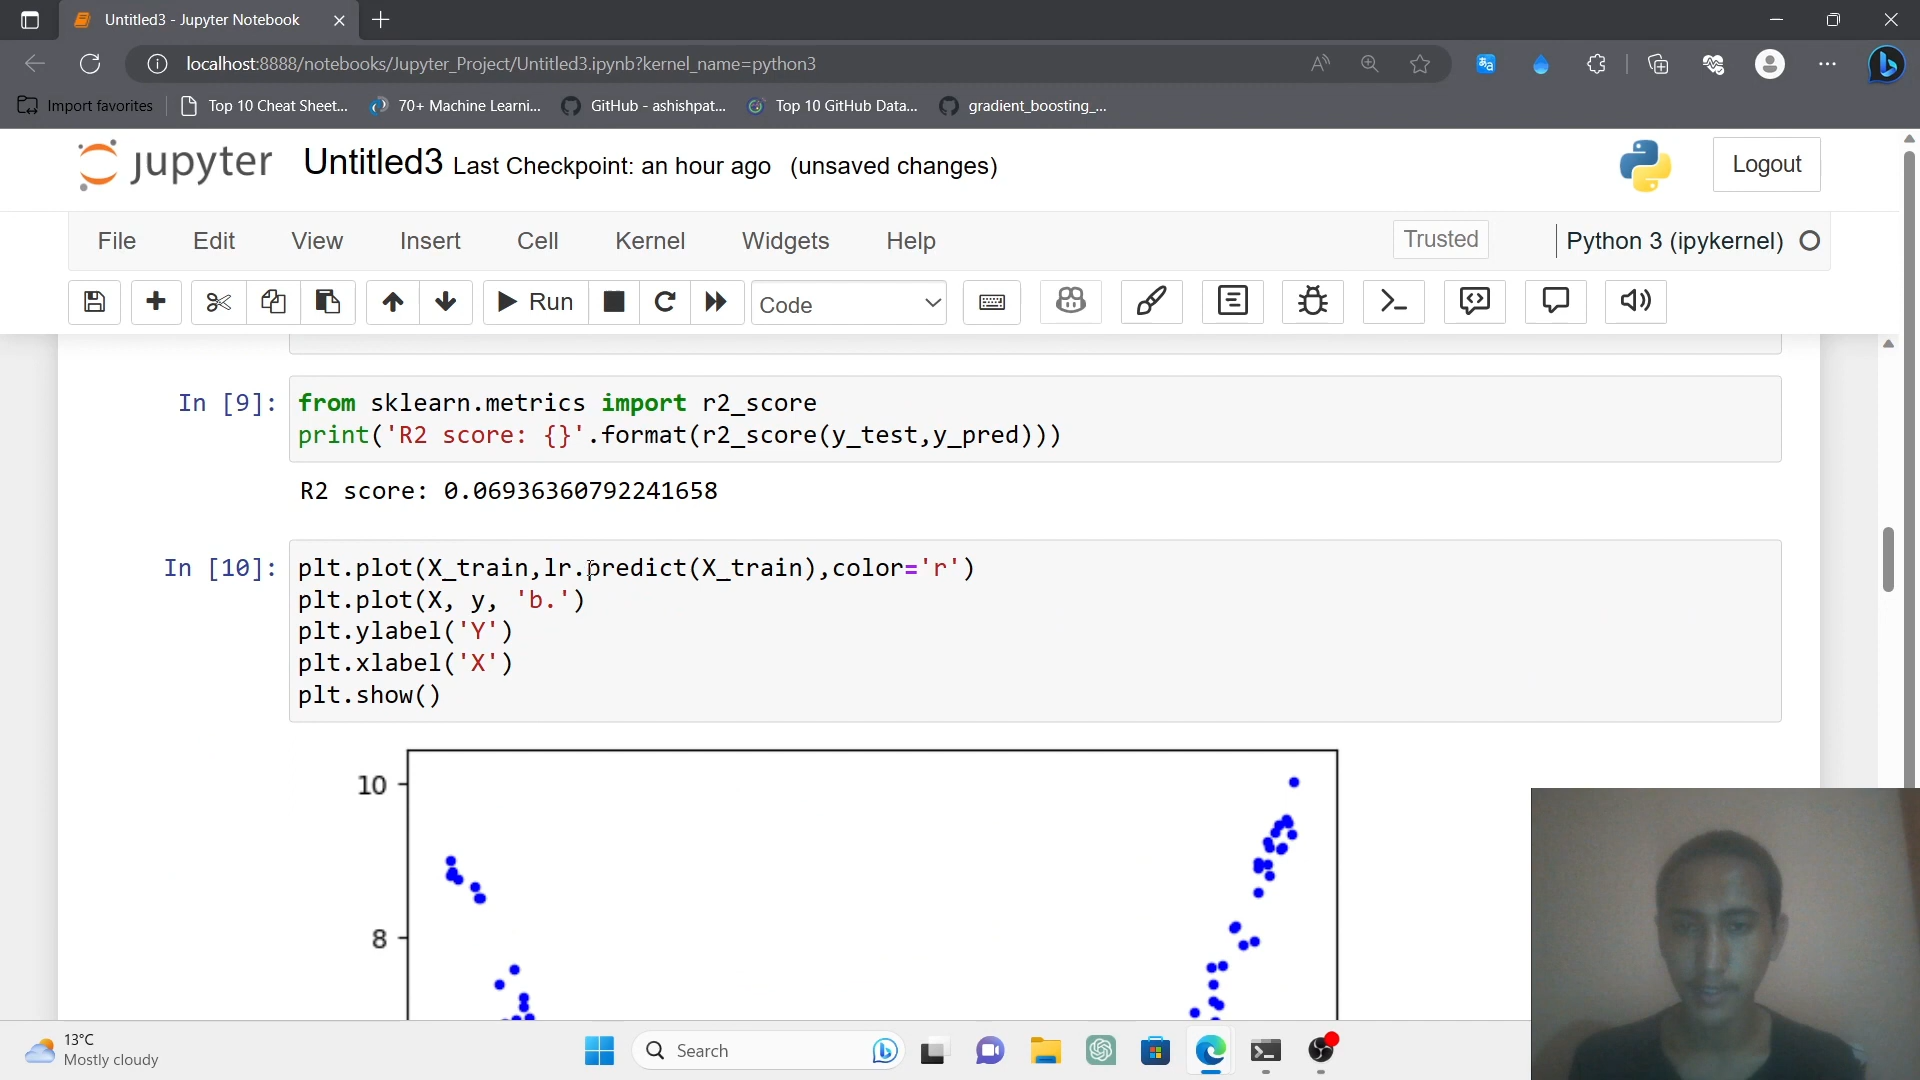 Untitled3 - Jupyter Notebook
localhost:8888/notebooks/Jupyter_Project/Untitled3.ipynb?kernel_name=python3
Import favorites Top 10 Cheat Sheet... 70+ Machine Learni... GitHub - ashishpat... Top 10 GitHub Data... gradient_boosting_...
jupyter Untitled3 Last Checkpoint: an hour ago (unsaved changes) Logout
File Edit View Insert Cell Kernel Widgets Help Trusted Python 3 (ipykernel)
Run Code
In [9]: from sklearn.metrics import r2_score
print('R2 score: {}'.format(r2_score(y_test,y_pred)))
R2 score: 0.06936360792241658
In [10]: plt.plot(X_train,lr.predict(X_train),color='r')
plt.plot(X, y, 'b.')
plt.ylabel('Y')
plt.xlabel('X')
plt.show()
10
8
13°C
Mostly cloudy
Search